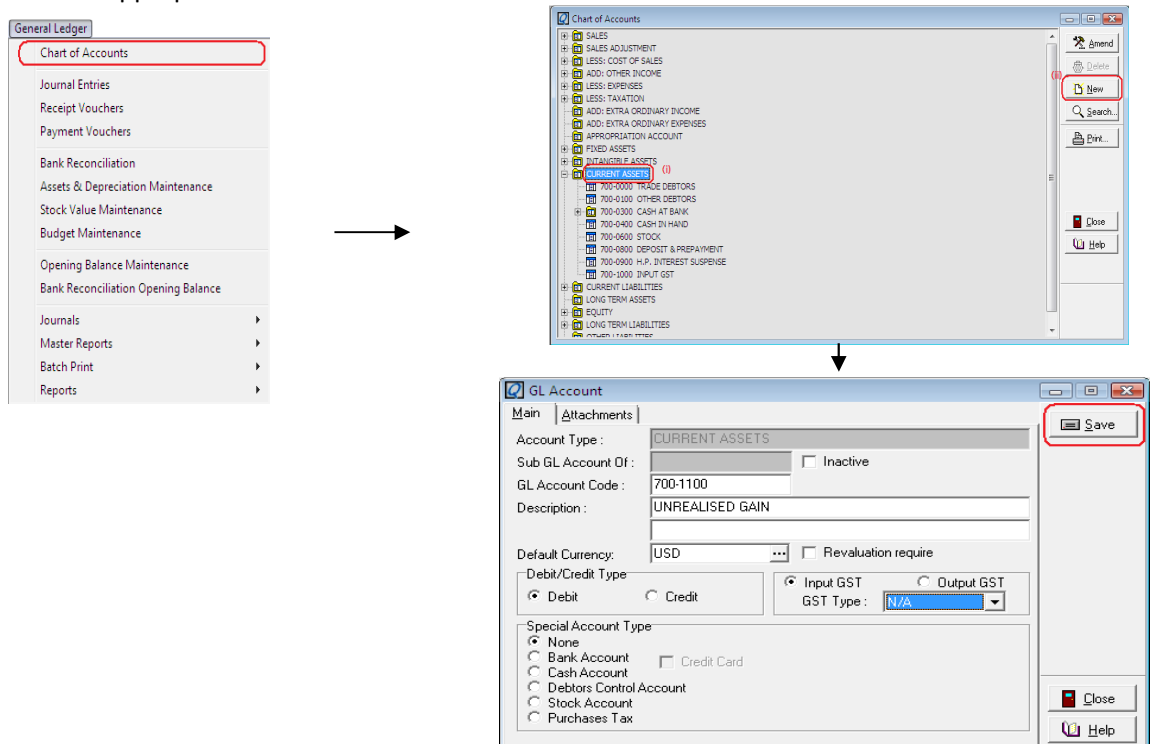 General Ledger
Chart of Accounts
Journal Entries
Receipt Vouchers
Payment Vouchers
Bank Reconciliation
Assets & Depreciation Maintenance
Stock Value Maintenance
Budget Maintenance
Opening Balance Maintenance
Bank Reconciliation Opening Balance
Journals
Master Reports
Batch Print
Reports
Chart of Accounts
SALES
SALES ADJUSTMENT
LESS: COST OF SALES
ADD: OTHER INCOME
LESS: EXPENSES
LESS: TAXATION
ADD: EXTRA ORDINARY INCOME
ADD: EXTRA ORDINARY EXPENSES
APPROPRIATION ACCOUNT
FIXED ASSETS
INTANGIBLE ASSETS
CURRENT ASSETS (i)
700-0000 TRADE DEBTORS
700-0100 OTHER DEBTORS
700-0300 CASH AT BANK
700-0400 CASH IN HAND
700-0600 STOCK
700-0800 DEPOSIT & PREPAYMENT
700-0900 H.P. INTEREST SUSPENSE
700-1000 INPUT GST
CURRENT LIABILITIES
LONG TERM ASSETS
EQUITY
LONG TERM LIABILITIES
OTHER LIABILITIES
Amend
Delete
(ii) New
Search...
Print...
Close
Help
GL Account
Main Attachments
Account Type : CURRENT ASSETS
Sub GL Account Of : Inactive
GL Account Code : 700-1100
Description : UNREALISED GAIN
Default Currency: USD ... Revaluation require
Debit/Credit Type
Debit Credit
Input GST Output GST
GST Type : N/A
Special Account Type
None
Bank Account Credit Card
Cash Account
Debtors Control Account
Stock Account
Purchases Tax
Save
Close
Help